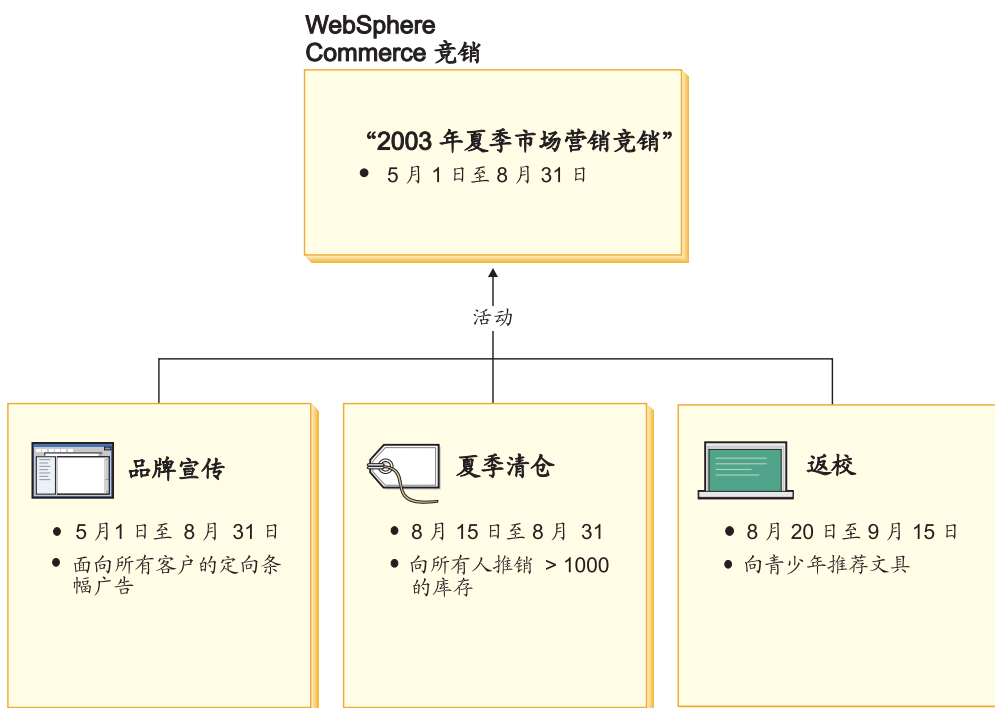 WebSphere
Commerce 竞销
“2003 年夏季市场营销竞销”
• 5 月 1 日至 8 月 31 日
活动
品牌宣传
• 5 月1 日至 8 月 31 日
• 面向所有客户的定向条
幅广告
夏季清仓
• 8 月 15 日至 8 月 31
• 向所有人推销 > 1000
的库存
返校
• 8 月 20 日至 9 月 15 日
• 向青少年推荐文具